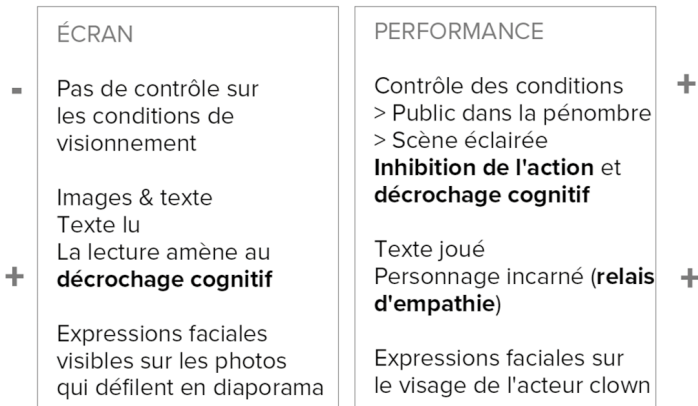 ÉCRAN
-
Pas de contrôle sur
les conditions de
visionnement
Images & texte
Texte lu
La lecture amène au
+
décrochage cognitif
Expressions faciales
visibles sur les photos
qui défilent en diaporama
PERFORMANCE
+
Contrôle des conditions
> Public dans la pénombre
> Scène éclairée
Inhibition de l'action et
décrochage cognitif
Texte joué
Personnage incarné (relais
+
d'empathie)
Expressions faciales sur
le visage de l'acteur clown